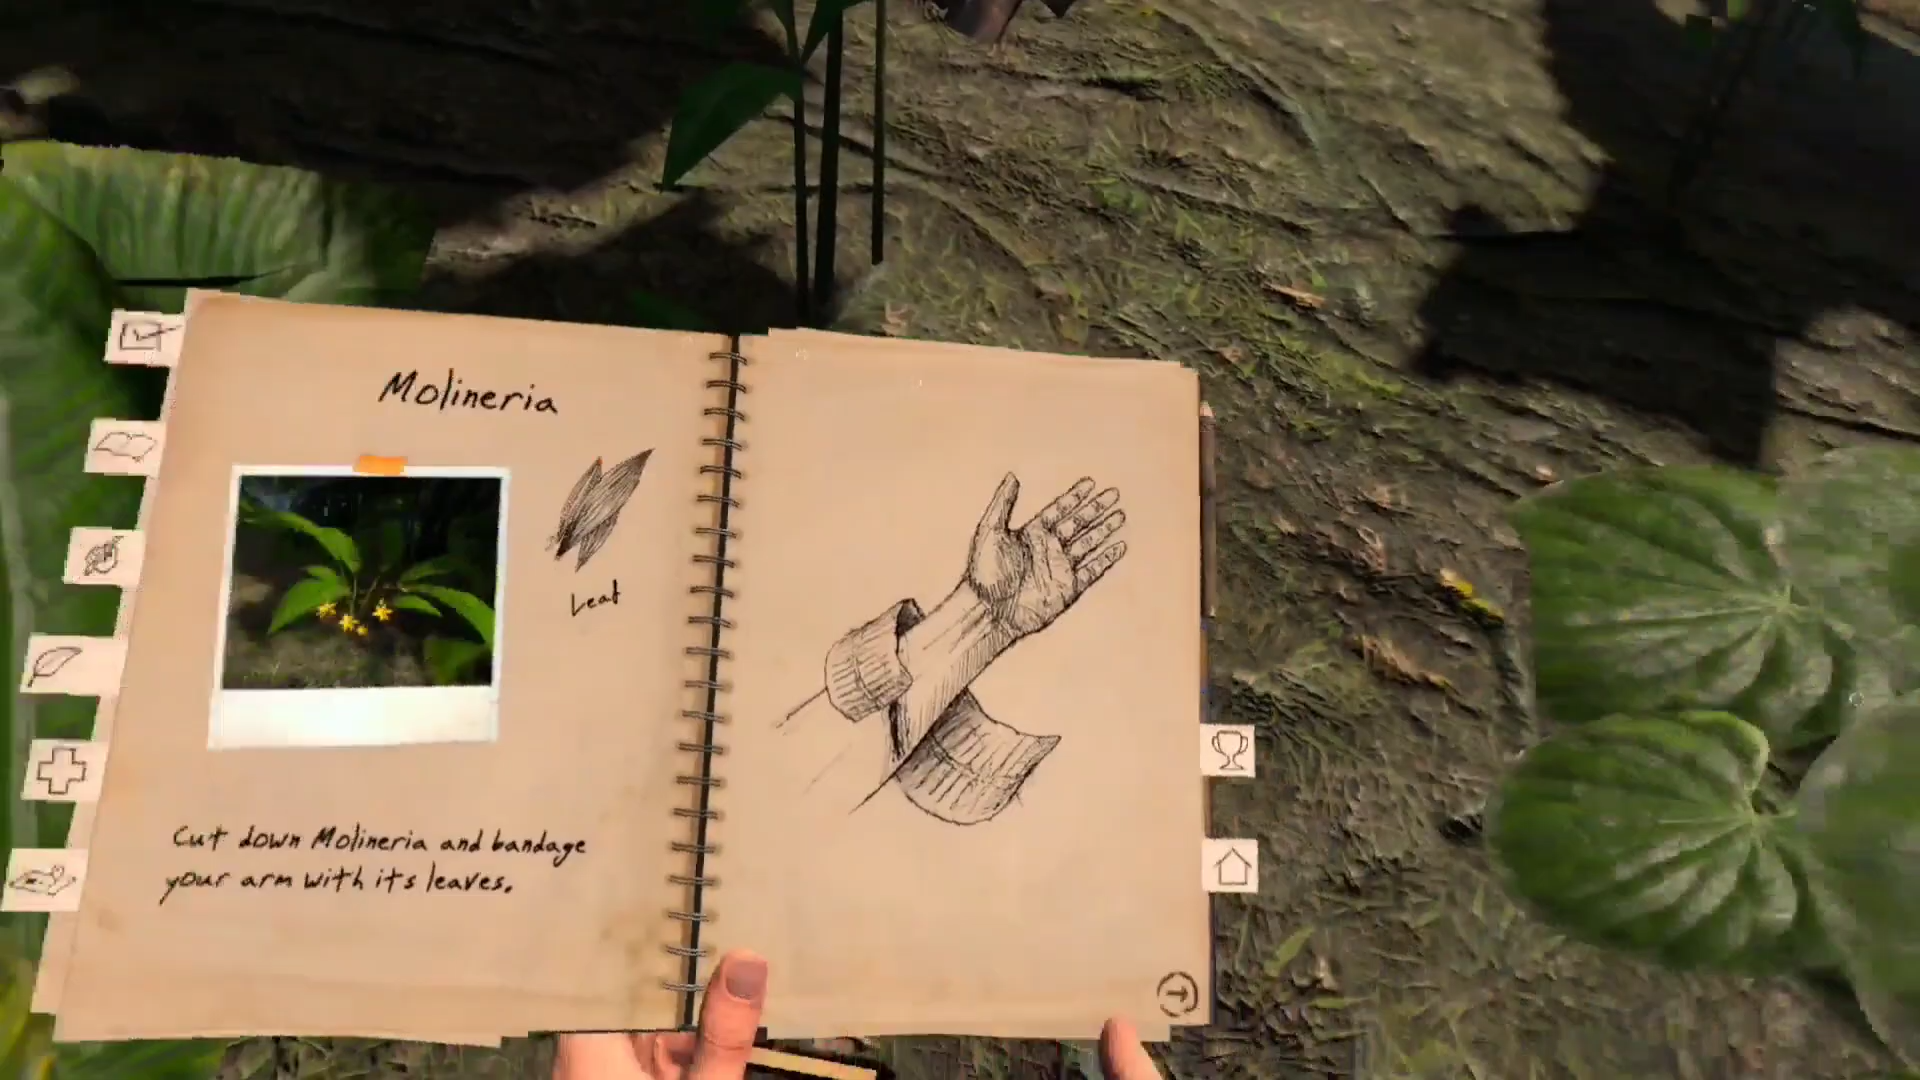 Molineria
Leaf
Cut down Molineria and bandage
your arm with its leaves.